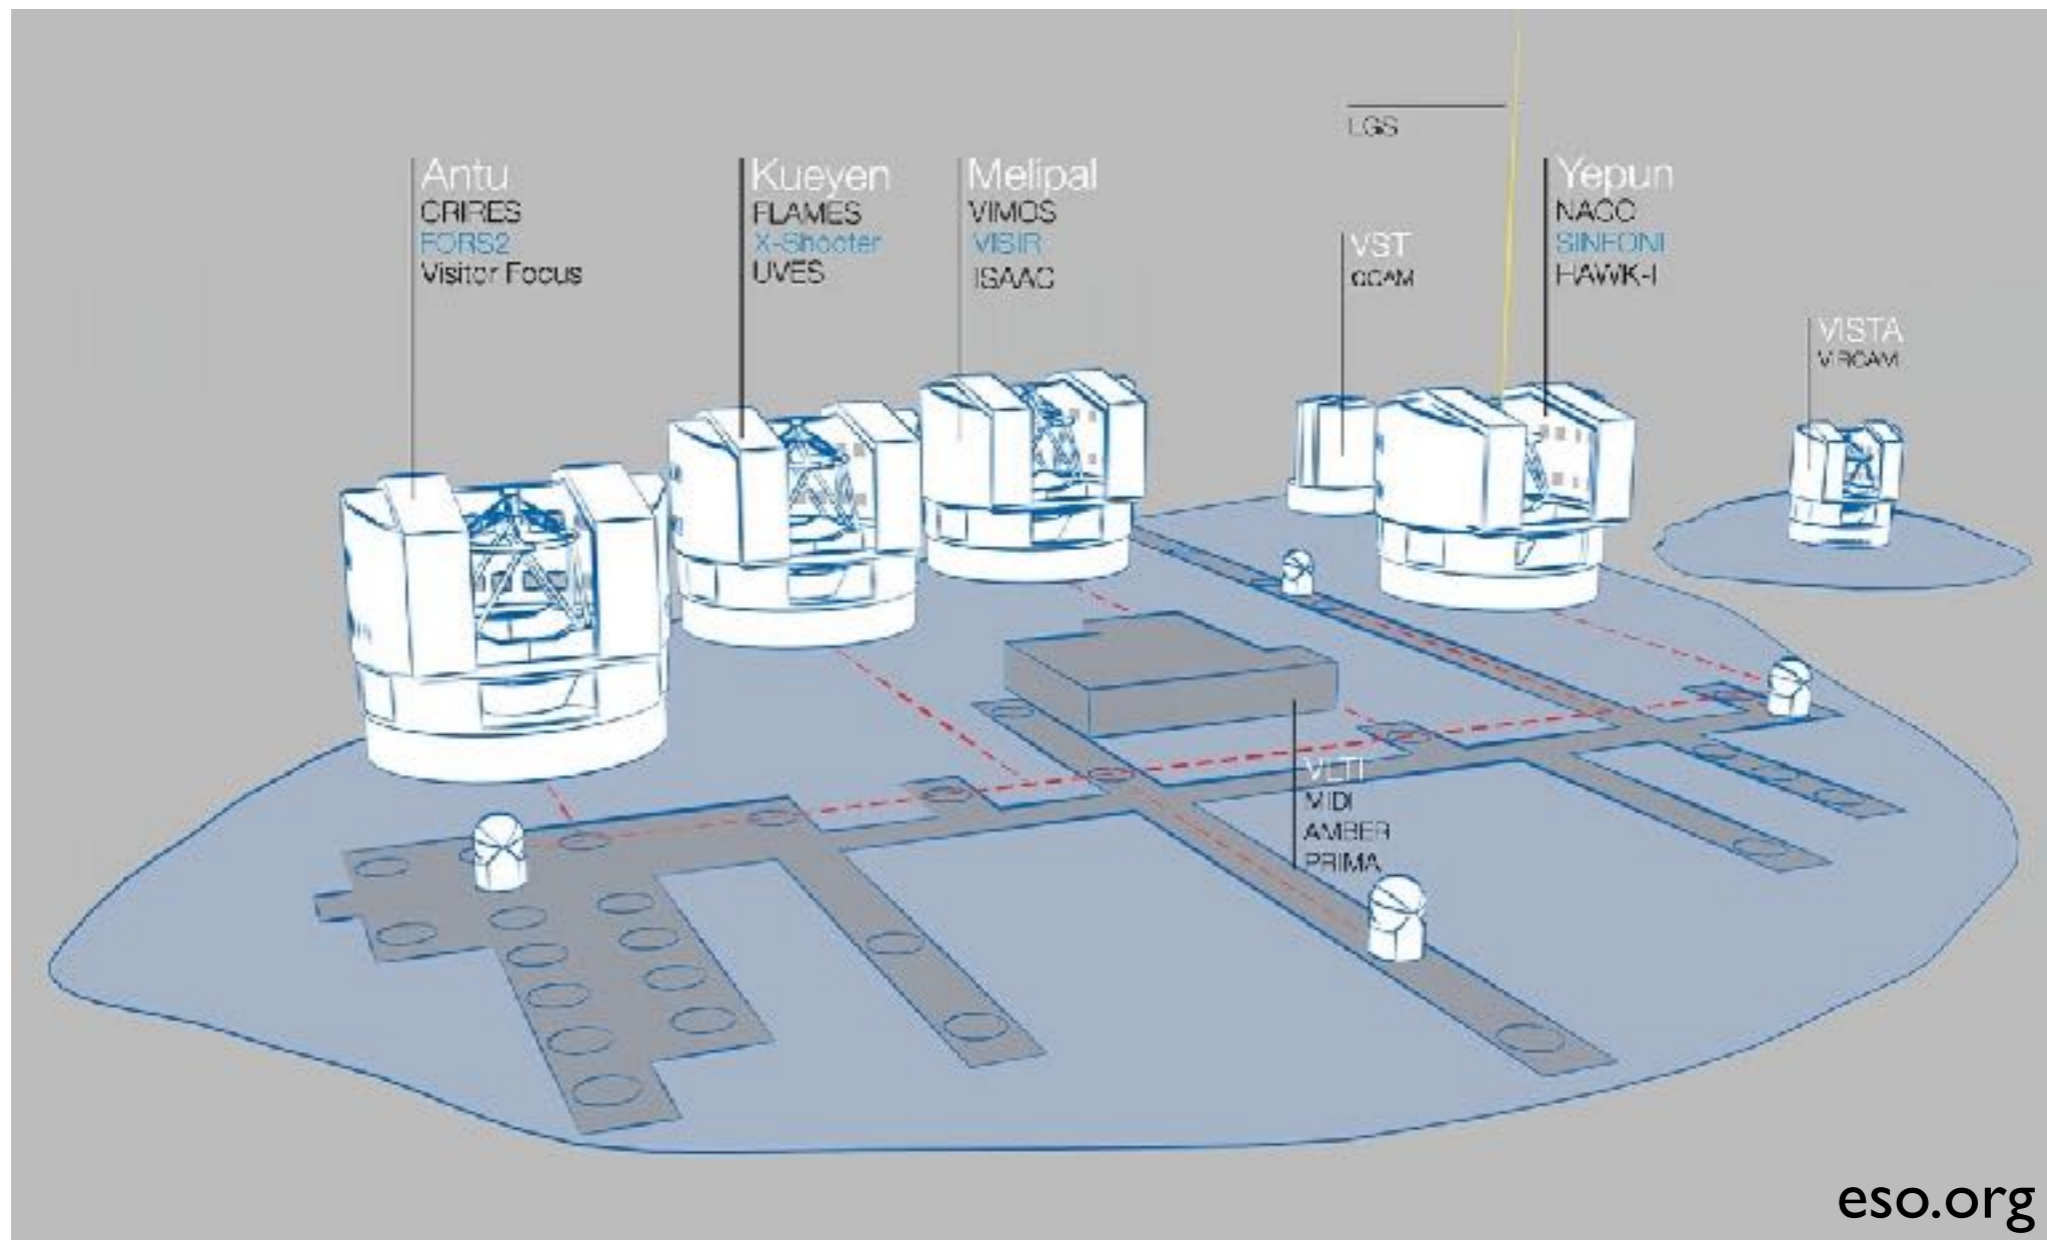 LGS
Antu
CRIRES
FORS2
Visitor Focus
Kueyen
FLAMES
X-Shooter
UVES
Melipal
VIMOS
VISIR
ISAAC
VST
Yepun
NACO
SINFONI
HAWK-I
VISTA
VIRCAM
VLTI
MIDI
AMBER
PRIMA
eso.org